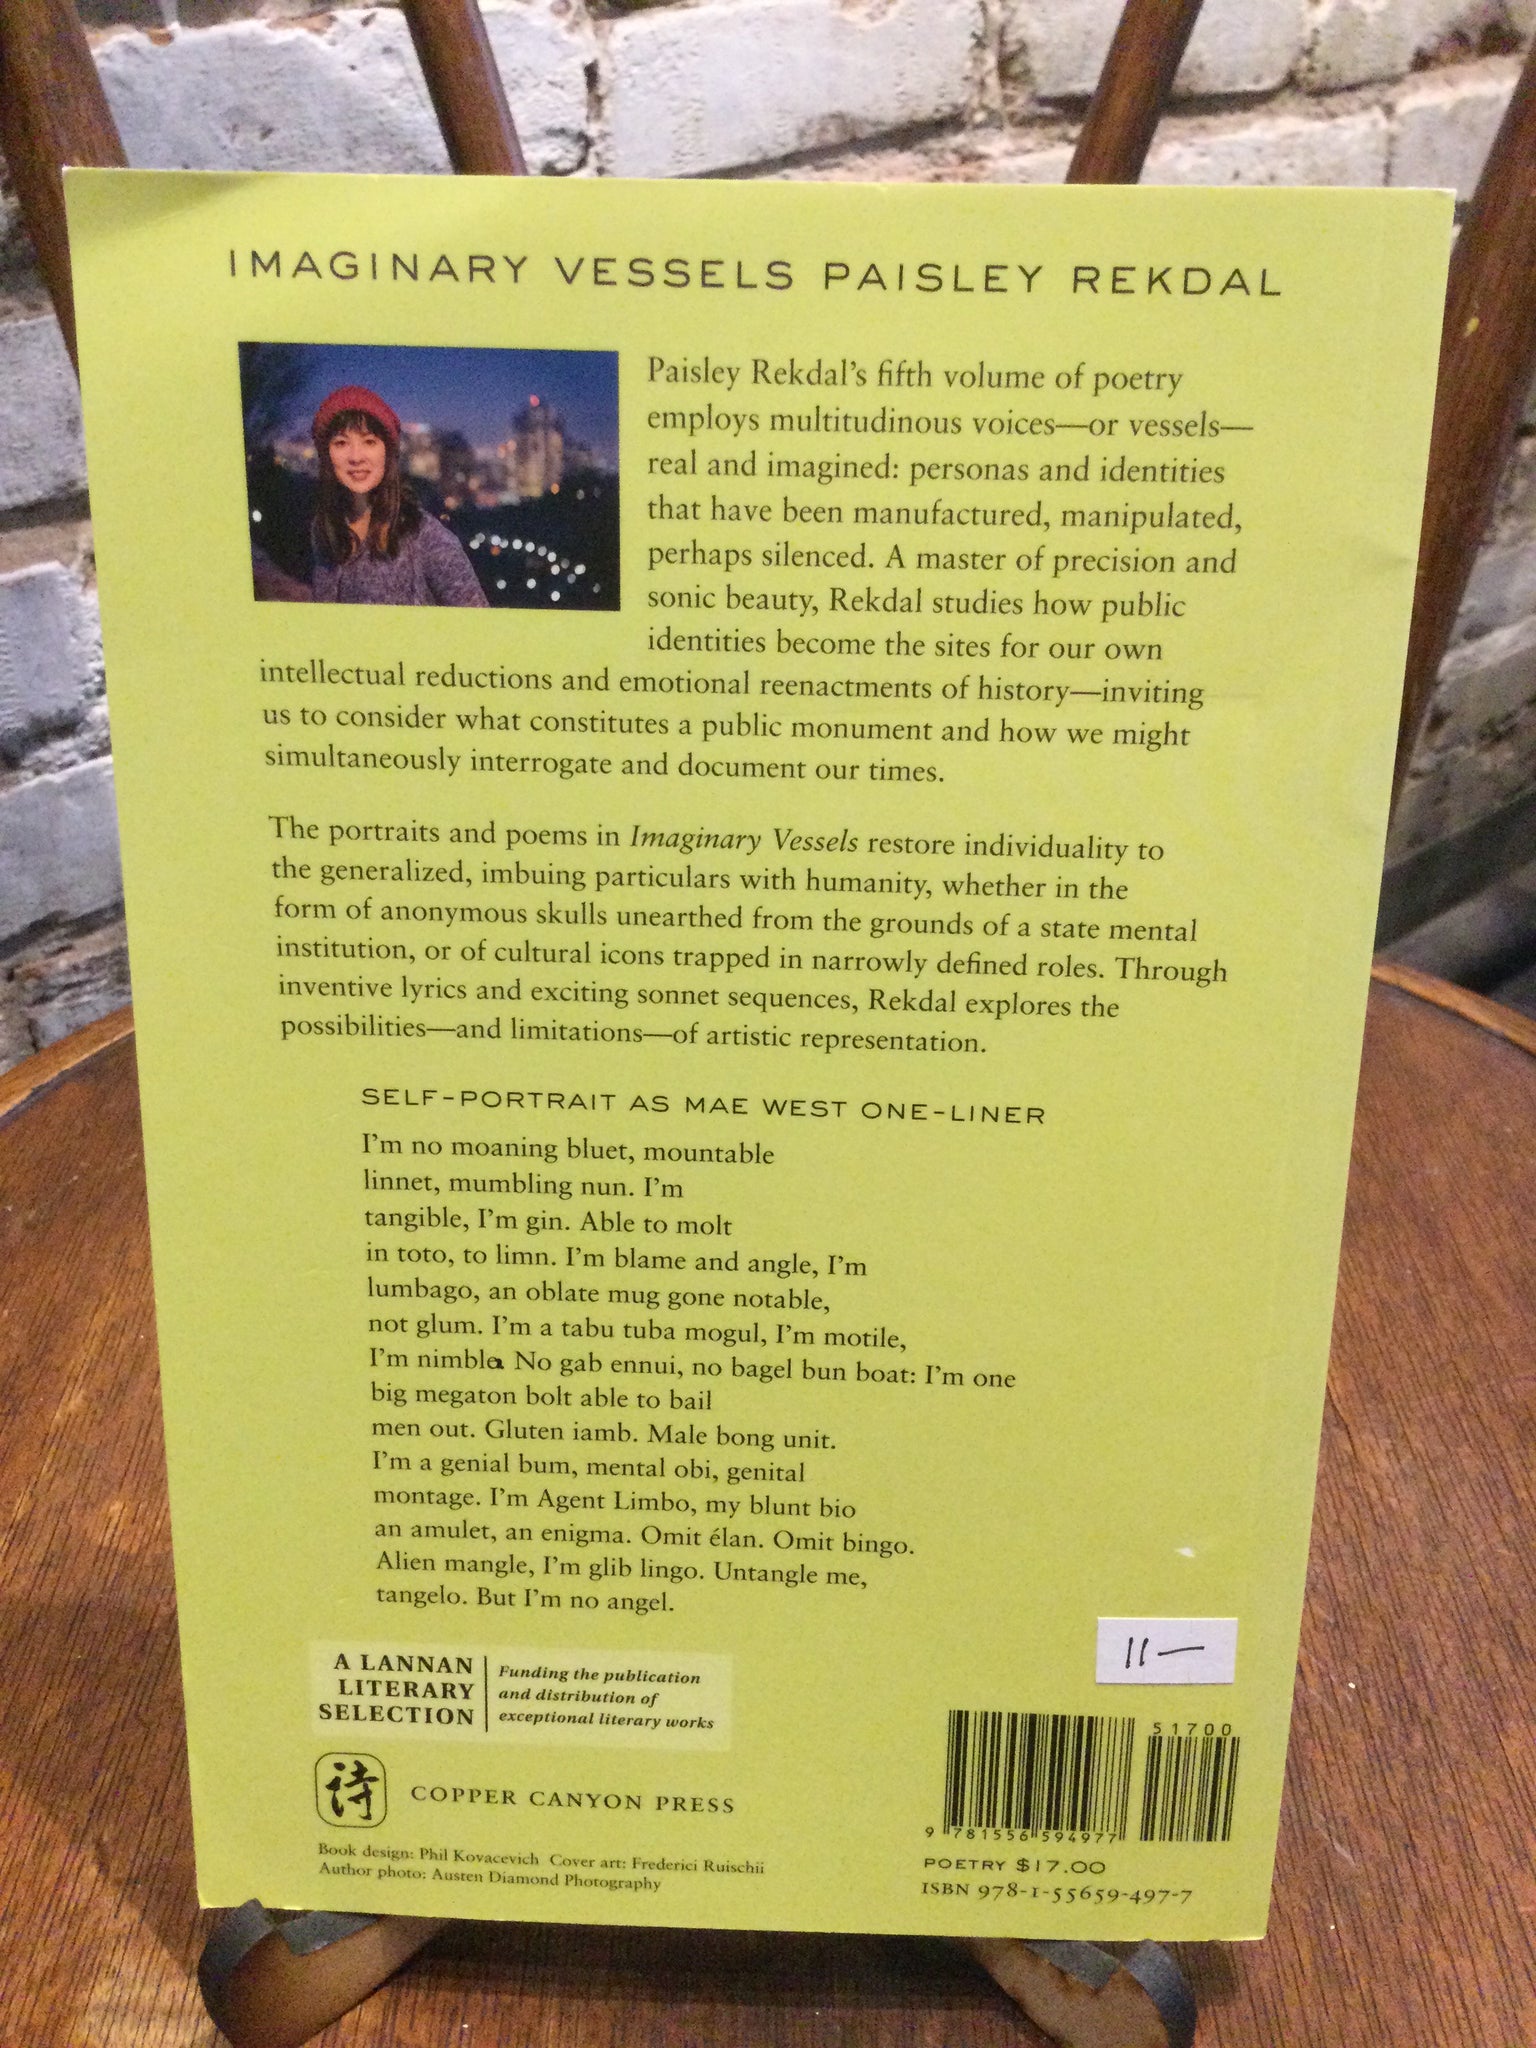 IMAGINARY VESSELS PAISLEY REKDAL
Paisley Rekdal's fifth volume of poetry
employs multitudinous voices—or vessels—
real and imagined: personas and identities
that have been manufactured, manipulated,
perhaps silenced. A master of precision and
sonic beauty, Rekdal studies how public
identities become the sites for our own
intellectual reductions and emotional reenactments of history—inviting
us to consider what constitutes a public monument and how we might
simultaneously interrogate and document our times.
The portraits and poems in Imaginary Vessels restore individuality to
the generalized, imbuing particulars with humanity, whether in the
form of anonymous skulls unearthed from the grounds of a state mental
institution, or of cultural icons trapped in narrowly defined roles. Through
inventive lyrics and exciting sonnet sequences, Rekdal explores the
possibilities—and limitations—of artistic representation.
SELF-PORTRAIT AS MAE WEST ONE-LINER
I'm no moaning bluet, mountable
linnet, mumbling nun. I'm
tangible, I'm gin. Able to molt
in toto, to limn. I'm blame and angle, I'm
lumbago, an oblate mug gone notable,
not glum. I'm a tabu tuba mogul, I'm motile,
I'm nimble. No gab ennui, no bagel bun boat: I'm one
big megaton bolt able to bail
men out. Gluten iamb. Male bong unit.
I'm a genial bum, mental obi, genital
montage. I'm Agent Limbo, my blunt bio
an amulet, an enigma. Omit élan. Omit bingo.
Alien mangle, I'm glib lingo. Untangle me,
tangelo. But I'm no angel.
11—
A LANNAN
LITERARY
SELECTION
Funding the publication
and distribution of
exceptional literary works
诗
COPPER CANYON PRESS
Book design: Phil Kovacevich Cover art: Frederici Ruischii
Author photo: Austen Diamond Photography
51700
9 781556 594977
POETRY $17.00
ISBN 978-1-55659-497-7